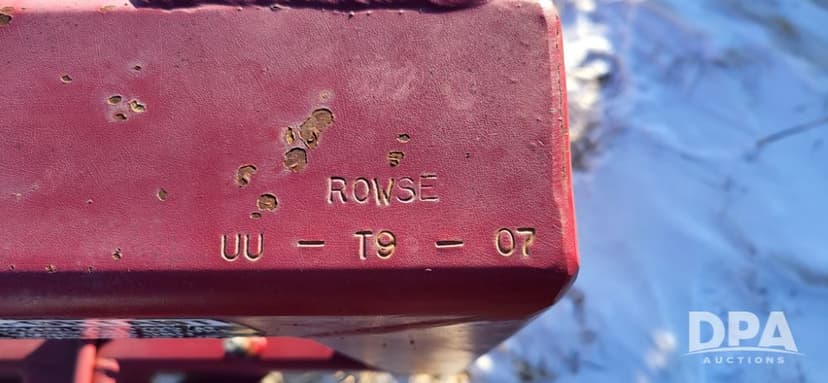 ROWSE
UU - T9 - 07
DPA
AUCTIONS